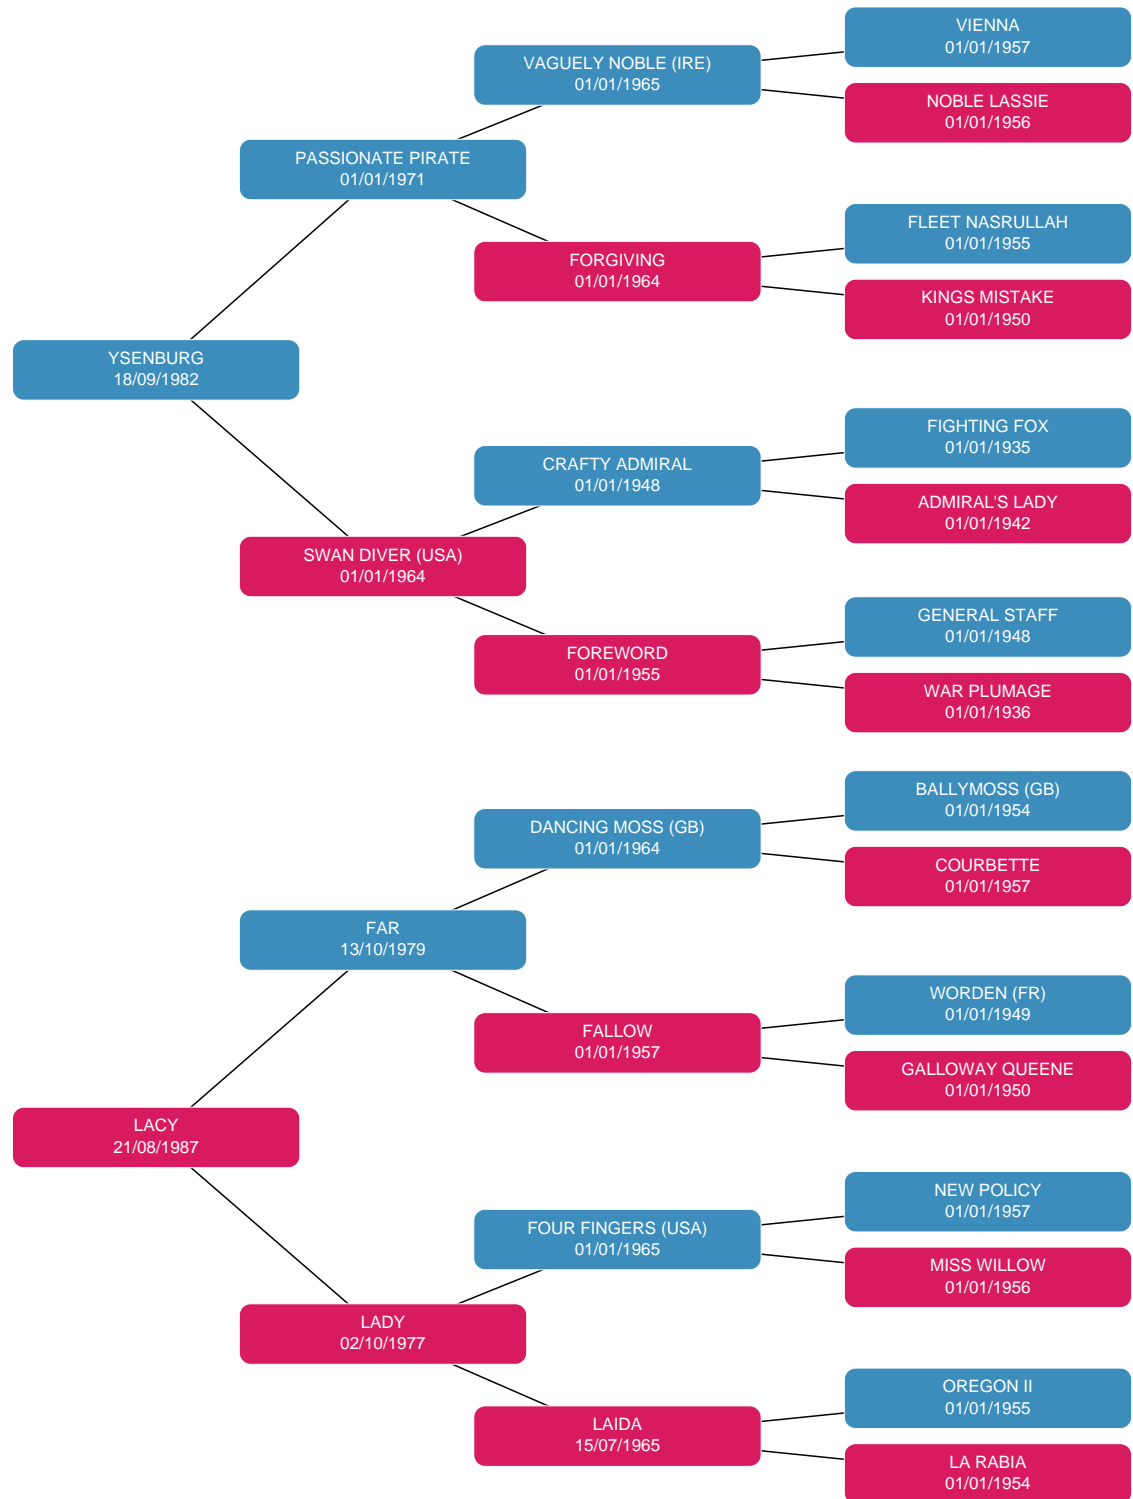 VIENNA
01/01/1957
VAGUELY NOBLE (IRE)
01/01/1965
NOBLE LASSIE
01/01/1956
PASSIONATE PIRATE
01/01/1971
FLEET NASRULLAH
01/01/1955
FORGIVING
01/01/1964
KINGS MISTAKE
01/01/1950
YSENBURG
18/09/1982
FIGHTING FOX
01/01/1935
CRAFTY ADMIRAL
01/01/1948
ADMIRAL'S LADY
01/01/1942
SWAN DIVER (USA)
01/01/1964
GENERAL STAFF
01/01/1948
FOREWORD
01/01/1955
WAR PLUMAGE
01/01/1936
BALLYMOSS (GB)
01/01/1954
DANCING MOSS (GB)
01/01/1964
COURBETTE
01/01/1957
FAR
13/10/1979
WORDEN (FR)
01/01/1949
FALLOW
01/01/1957
GALLOWAY QUEENE
01/01/1950
LACY
21/08/1987
NEW POLICY
01/01/1957
FOUR FINGERS (USA)
01/01/1965
MISS WILLOW
01/01/1956
LADY
02/10/1977
OREGON II
01/01/1955
LAIDA
15/07/1965
LA RABIA
01/01/1954